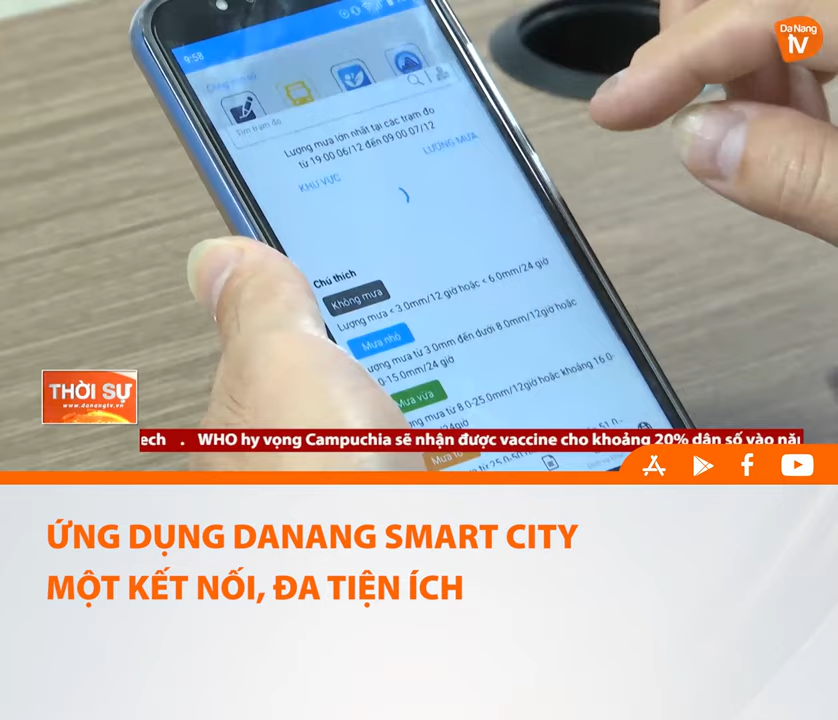 Da Nang
TV
9:58
Tìm trạm đo
Lượng mưa lớn nhất tại các trạm đo
từ 19:00 06/12 đến 09:00 07/12
KHU VỰC
LƯỢNG MƯA
Chú thích
Không mưa
Lượng mưa < 3.0mm/12 giờ hoặc < 6.0mm/24 giờ
Mưa nhỏ
ượng mưa từ 3.0mm đến dưới 8.0mm/12giờ hoặc
0-15.0mm/24 giờ
Mưa vừa
ng mưa từ 8.0-25.0mm/12giờ hoặc khoảng 16.0-
THỜI SỰ
www.danangtv.vn
ech . WHO hy vọng Campuchia sẽ nhận được vaccine cho khoảng 20% dân số vào
ỨNG DỤNG DANANG SMART CITY
MỘT KẾT NỐI, ĐA TIỆN ÍCH